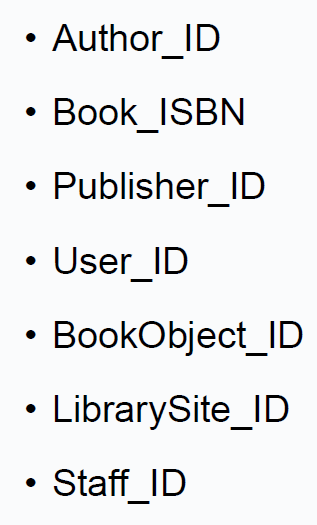 • Author_ID
• Book_ISBN
• Publisher_ID
• User_ID
• BookObject_ID
• LibrarySite_ID
• Staff_ID